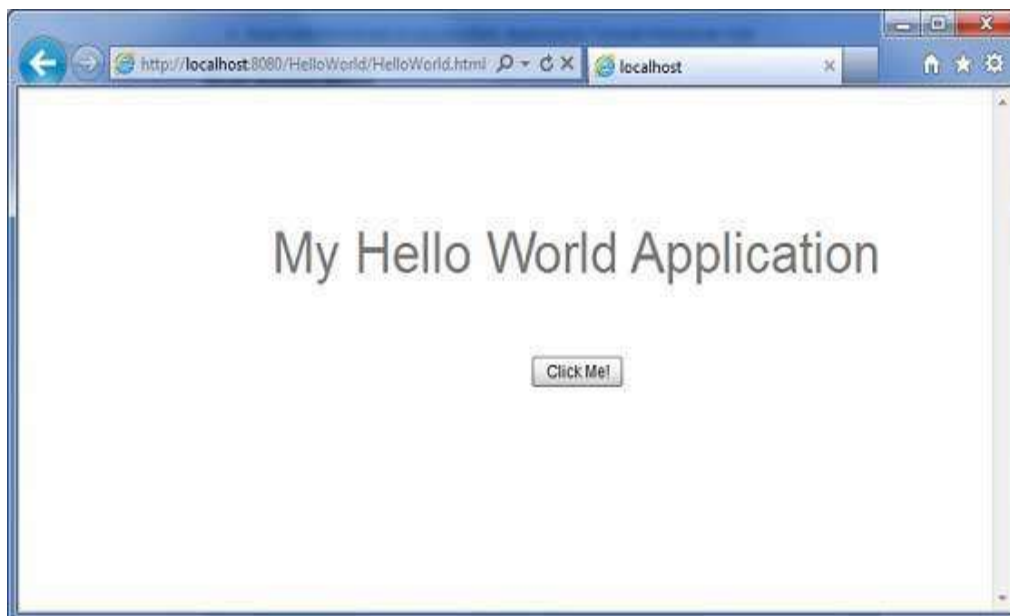 http://localhost:8080/HelloWorld/HelloWorld.html
localhost
My Hello World Application
Click Me!